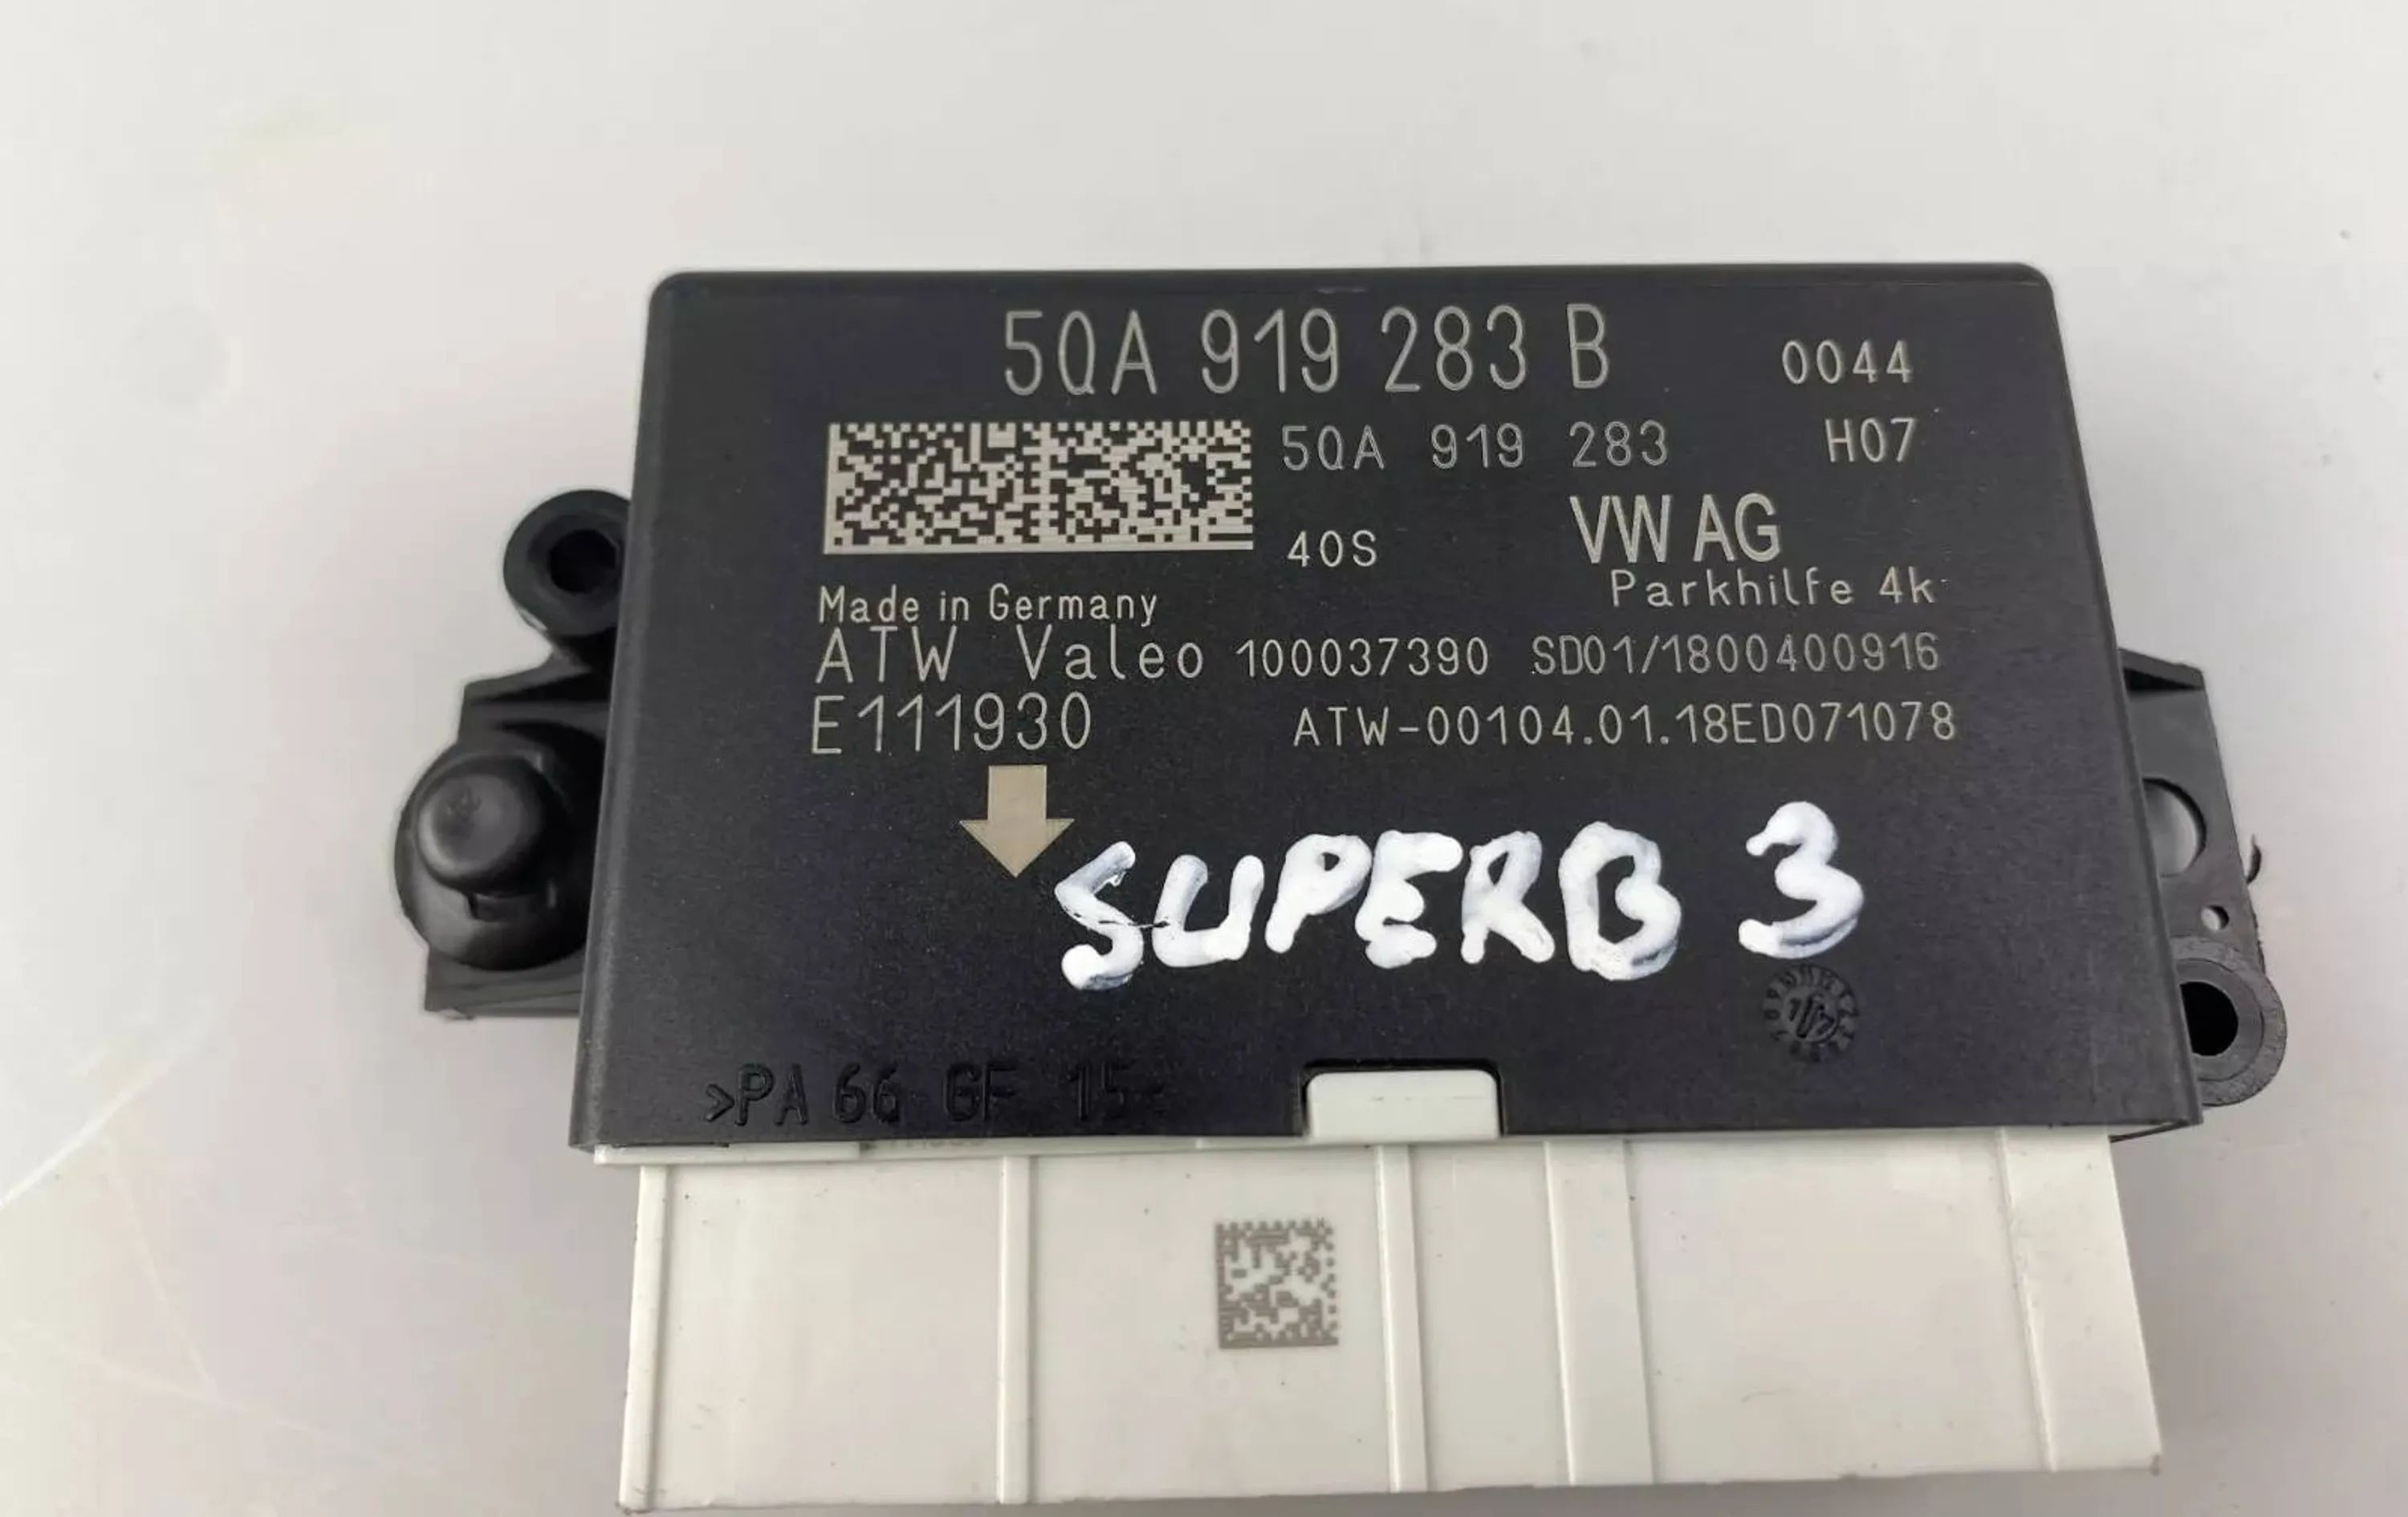 5QA 919 283 B 0044
5QA 919 283 H07
40S VW AG
Parkhilfe 4k
Made in Germany
ATW Valeo 100037390 SD01/1800400916
E111930 ATW-00104.01.18ED071078
SUPERB 3
>PA 66 GF 15<